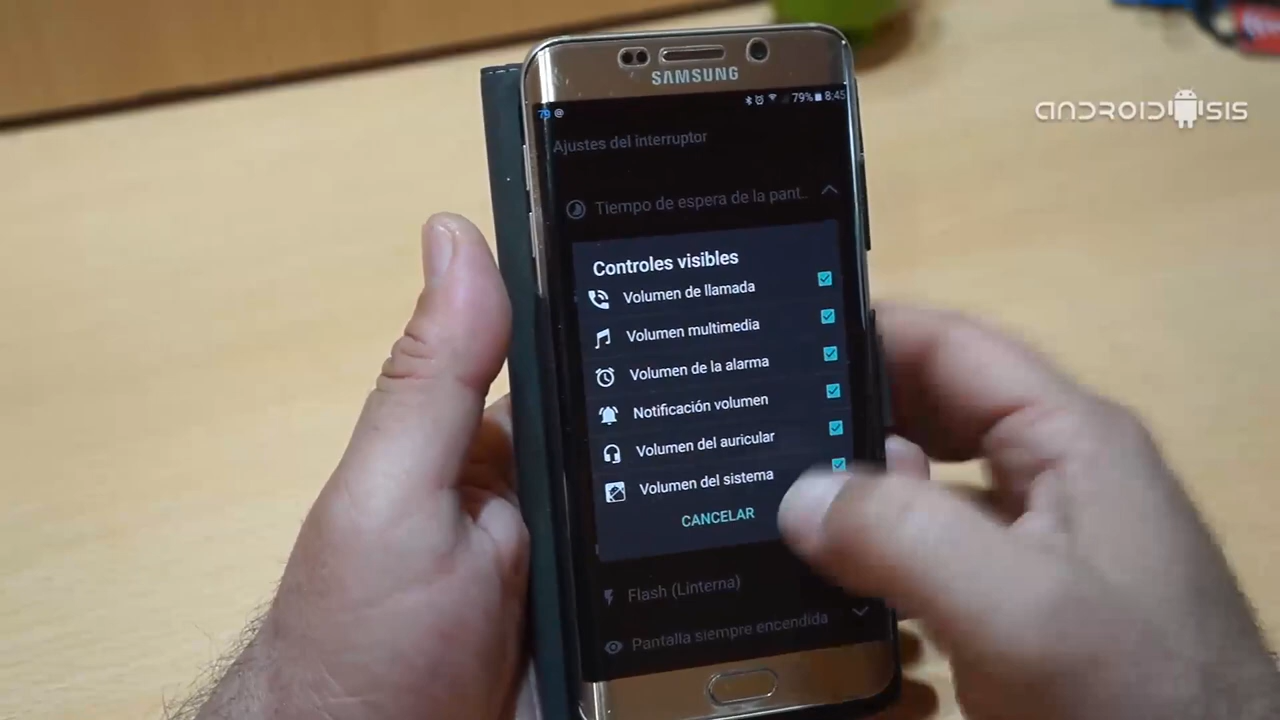 SAMSUNG
79%
8:45
79 @
ANDROIDSIS
Ajustes del interruptor
Tiempo de espera de la pant..
Controles visibles
Volumen de llamada
Volumen multimedia
Volumen de la alarma
Notificación volumen
Volumen del auricular
Volumen del sistema
CANCELAR
Flash (Linterna)
Pantalla siempre encendida